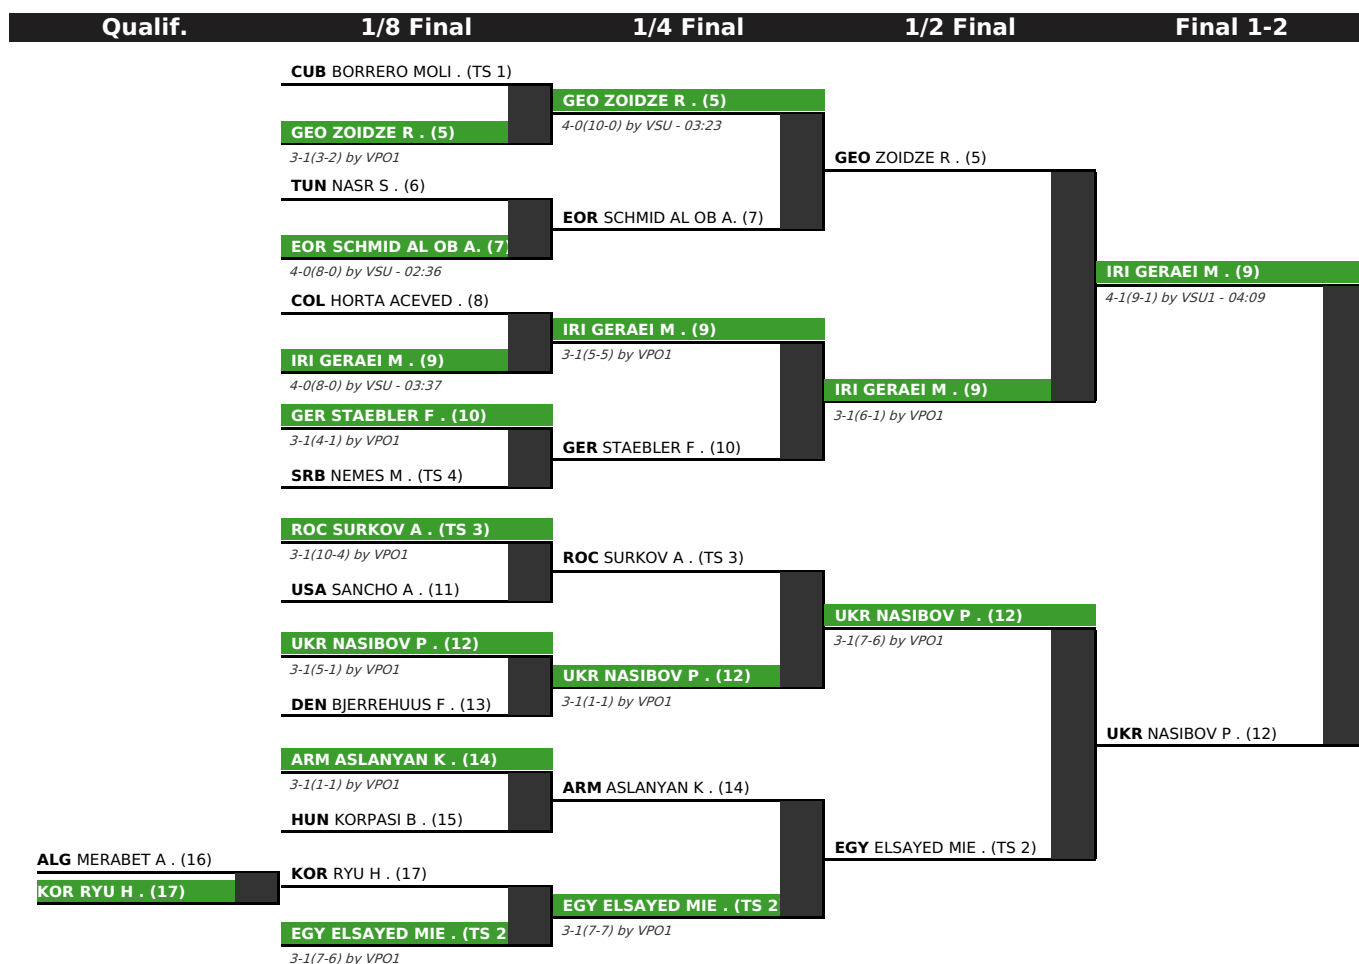 Qualif.
1/8 Final
1/4 Final
1/2 Final
Final 1-2
CUB BORRERO MOLI . (TS 1)
GEO ZOIDZE R . (5)
3-1(3-2) by VPO1
TUN NASR S . (6)
EOR SCHMID AL OB A. (7)
4-0(8-0) by VSU - 02:36
COL HORTA ACEVED . (8)
IRI GERAEI M . (9)
4-0(8-0) by VSU - 03:37
GER STAEBLER F . (10)
3-1(4-1) by VPO1
SRB NEMES M . (TS 4)
ROC SURKOV A . (TS 3)
3-1(10-4) by VPO1
USA SANCHO A . (11)
UKR NASIBOV P . (12)
3-1(5-1) by VPO1
DEN BJERREHUUS F . (13)
ARM ASLANYAN K . (14)
3-1(1-1) by VPO1
HUN KORPASI B . (15)
ALG MERABET A . (16)
KOR RYU H . (17)
KOR RYU H . (17)
EGY ELSAYED MIE . (TS 2
3-1(7-6) by VPO1
GEO ZOIDZE R . (5)
4-0(10-0) by VSU - 03:23
EOR SCHMID AL OB A. (7)
IRI GERAEI M . (9)
3-1(5-5) by VPO1
GER STAEBLER F . (10)
ROC SURKOV A . (TS 3)
UKR NASIBOV P . (12)
3-1(1-1) by VPO1
ARM ASLANYAN K . (14)
EGY ELSAYED MIE . (TS 2
3-1(7-7) by VPO1
GEO ZOIDZE R . (5)
IRI GERAEI M . (9)
3-1(6-1) by VPO1
UKR NASIBOV P . (12)
3-1(7-6) by VPO1
EGY ELSAYED MIE . (TS 2)
IRI GERAEI M . (9)
4-1(9-1) by VSU1 - 04:09
UKR NASIBOV P . (12)